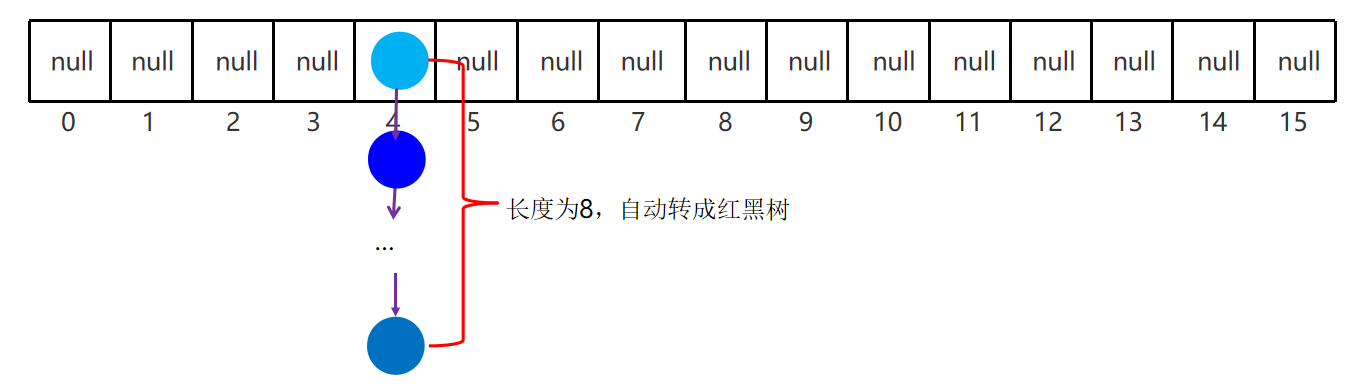 null null null null null null null null null null null null null null null
0 1 2 3 4 5 6 7 8 9 10 11 12 13 14 15
长度为8，自动转成红黑树
...